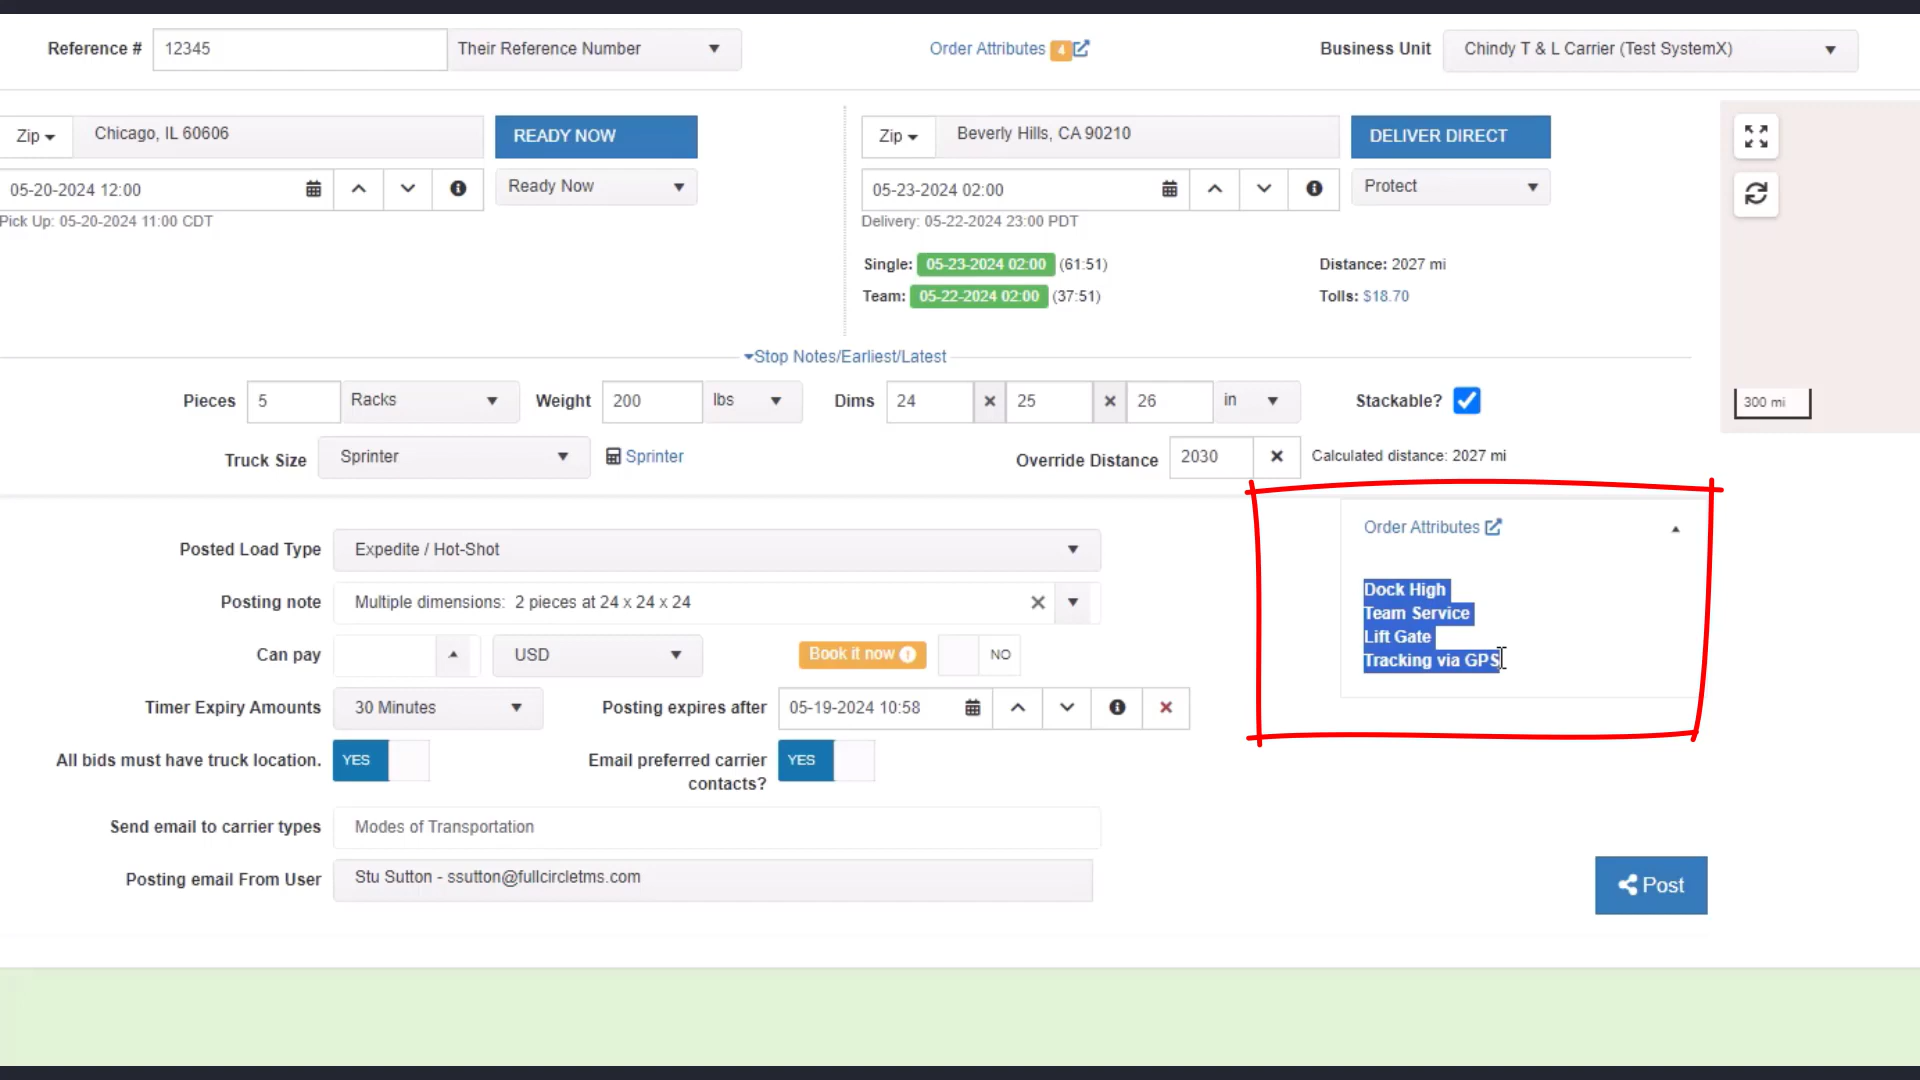 Reference # 12345 Their Reference Number Order Attributes 4 Business Unit Chindy T & L Carrier (Test SystemX)
Zip Chicago, IL 60606 READY NOW Zip Beverly Hills, CA 90210 DELIVER DIRECT
05-20-2024 12:00 Ready Now 05-23-2024 02:00 Protect
Pick Up: 05-20-2024 11:00 CDT Delivery: 05-22-2024 23:00 PDT
Single: 05-23-2024 02:00 (61:51) Distance: 2027 mi
Team: 05-22-2024 02:00 (37:51) Tolls: $18.70
Stop Notes/Earliest/Latest
Pieces 5 Racks Weight 200 lbs Dims 24 x 25 x 26 in Stackable? 300 mi
Truck Size Sprinter Sprinter Override Distance 2030 x Calculated distance: 2027 mi
Order Attributes
Posted Load Type Expedite / Hot-Shot
Dock High
Posting note Multiple dimensions: 2 pieces at 24 x 24 x 24
Team Service
Lift Gate
Can pay USD Book it now NO Tracking via GPS
Timer Expiry Amounts 30 Minutes Posting expires after 05-19-2024 10:58
All bids must have truck location. YES Email preferred carrier contacts? YES
Send email to carrier types Modes of Transportation
Posting email From User Stu Sutton - ssutton@fullcircletms.com Post